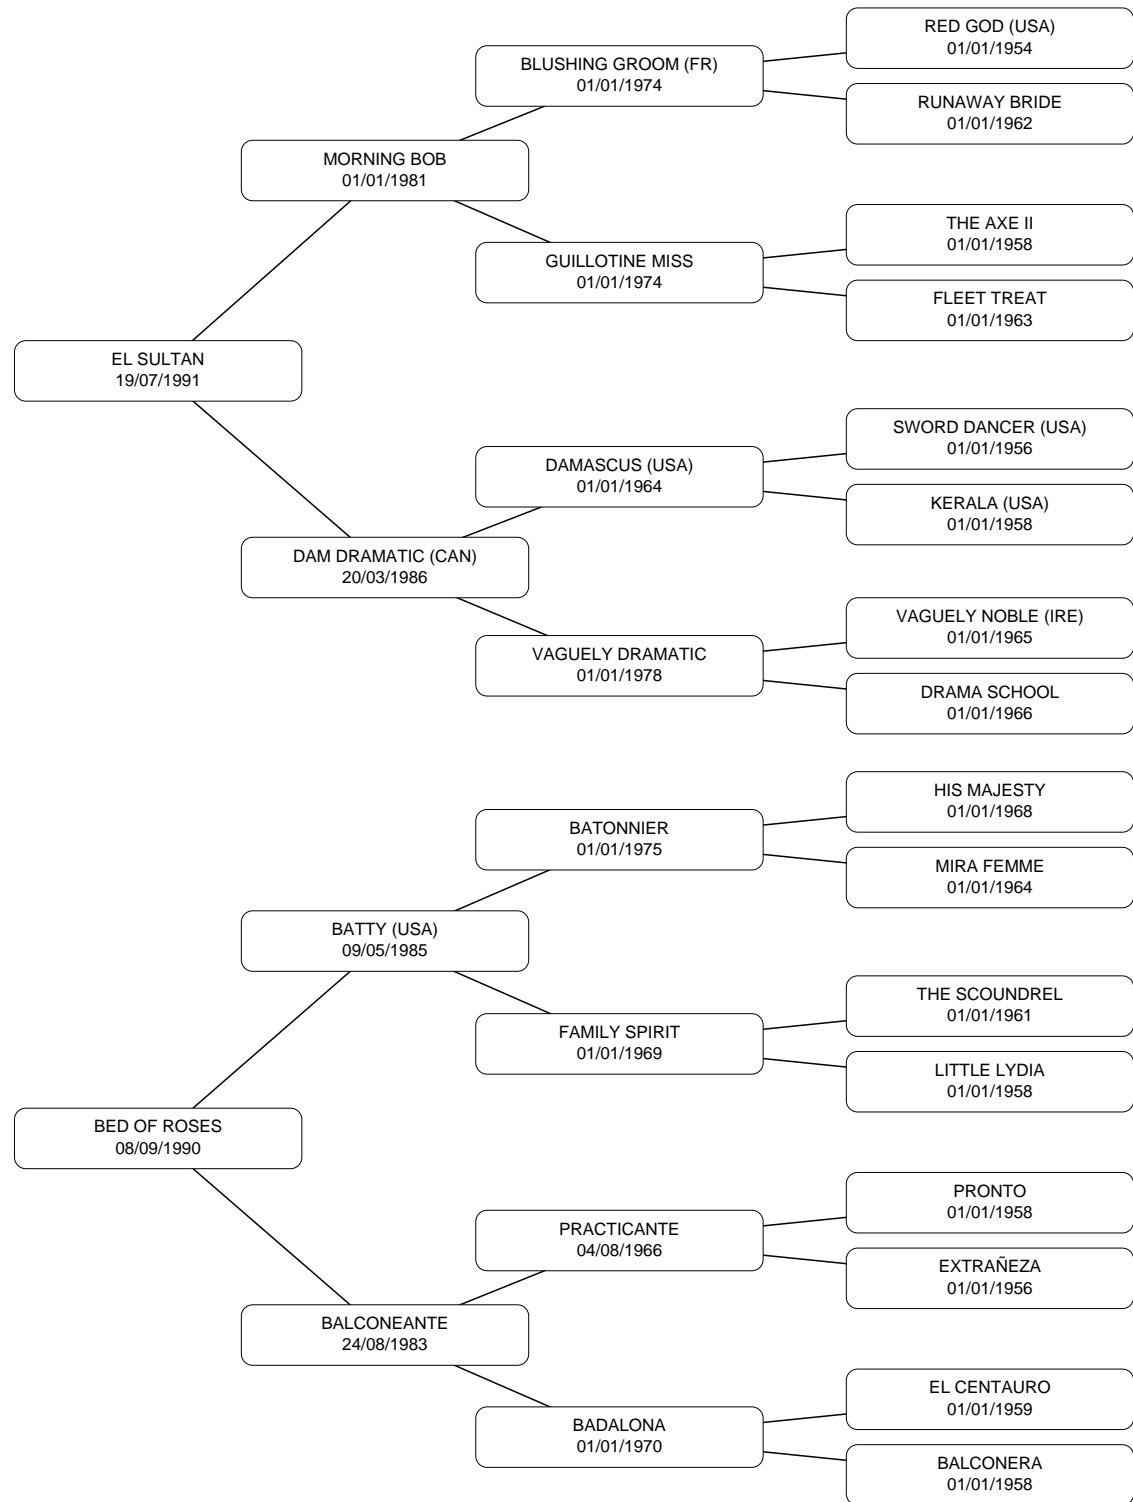 RED GOD (USA)
01/01/1954
BLUSHING GROOM (FR)
01/01/1974
RUNAWAY BRIDE
01/01/1962
MORNING BOB
01/01/1981
THE AXE II
01/01/1958
GUILLOTINE MISS
01/01/1974
FLEET TREAT
01/01/1963
EL SULTAN
19/07/1991
SWORD DANCER (USA)
01/01/1956
DAMASCUS (USA)
01/01/1964
KERALA (USA)
01/01/1958
DAM DRAMATIC (CAN)
20/03/1986
VAGUELY NOBLE (IRE)
01/01/1965
VAGUELY DRAMATIC
01/01/1978
DRAMA SCHOOL
01/01/1966
HIS MAJESTY
01/01/1968
BATONNIER
01/01/1975
MIRA FEMME
01/01/1964
BATTY (USA)
09/05/1985
THE SCOUNDREL
01/01/1961
FAMILY SPIRIT
01/01/1969
LITTLE LYDIA
01/01/1958
BED OF ROSES
08/09/1990
PRONTO
01/01/1958
PRACTICANTE
04/08/1966
EXTRAÑEZA
01/01/1956
BALCONEANTE
24/08/1983
EL CENTAURO
01/01/1959
BADALONA
01/01/1970
BALCONERA
01/01/1958